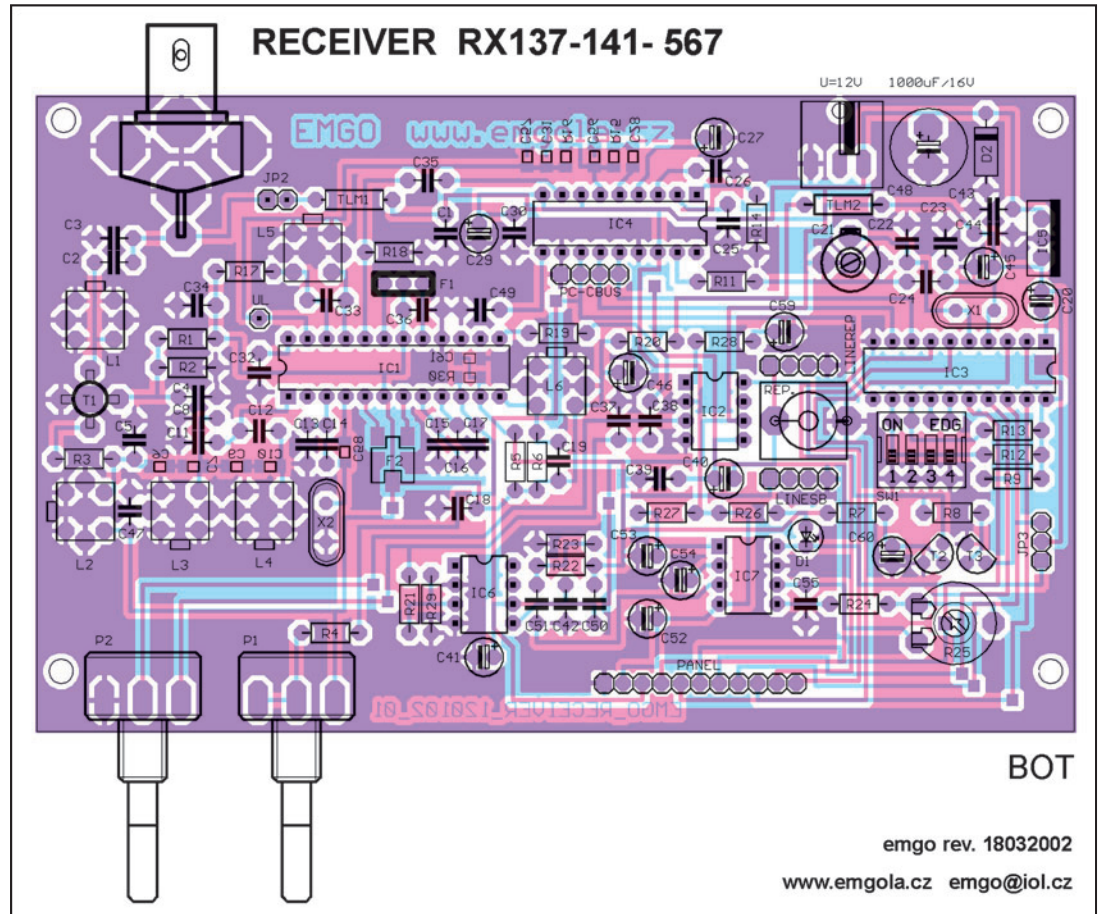 RECEIVER RX137-141-567
U=12V 1000uF/16V
EMGO www.emgola.cz
C27
C35
JP2
TLM1
C26
D2
C48
C43
C3
C1
C30
IC4
R14
TLM2
C22
C23
C44
IC5
C2
L5
R18
C29
C25
C21
C45
R17
F1
PC-CBUS
R11
C24
C20
C34
UL
C33
C36
C49
C59
X1
L1
R1
R19
R20
R28
LINEREP
R2
C32
IC1
C61
R30
L6
C46
IC3
T1
C4
C8
C37
C38
IC2
REP.
C11
C12
C13
C14
C15
C17
ON EDG
R13
R3
C5
C6
C9
C10
F2
C16
R5
R6
C19
R12
C39
C40
1 2 3 4
R9
LINESB
SW1
C47
X2
C18
R27
R26
R7
R8
L2
L3
L4
C53
D1
C60
T2
T3
JP3
R23
R22
C54
IC7
C55
IC6
R21
R29
C51
C42
C50
C52
R24
R25
P2
P1
R4
C41
PANEL
EMGO_RECEIVER_120102_01
BOT
emgo rev. 18032002
www.emgola.cz emgo@iol.cz